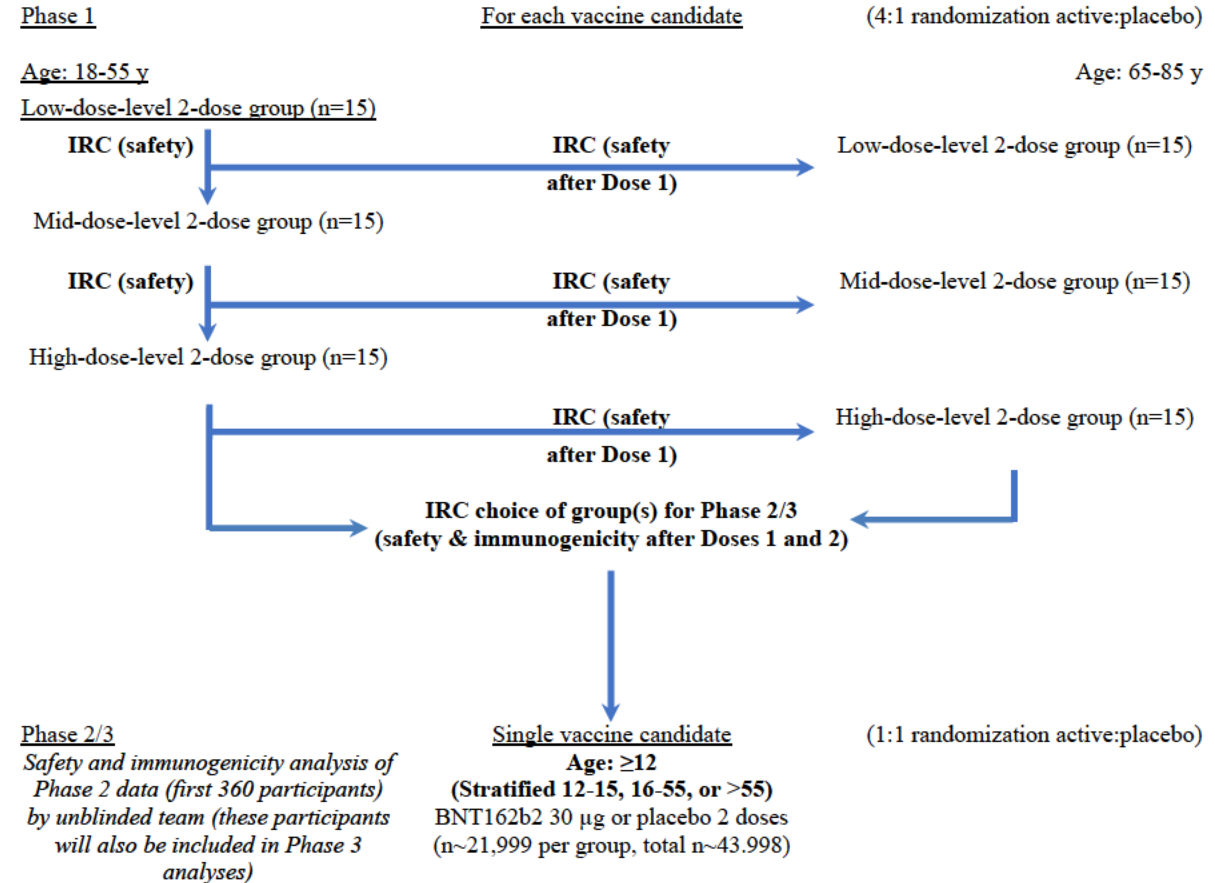 Phase 1 For each vaccine candidate (4:1 randomization active:placebo)
Age: 18-55 y Age: 65-85 y
Low-dose-level 2-dose group (n=15)
IRC (safety) IRC (safety Low-dose-level 2-dose group (n=15)
after Dose 1)
Mid-dose-level 2-dose group (n=15)
IRC (safety) IRC (safety Mid-dose-level 2-dose group (n=15)
after Dose 1)
High-dose-level 2-dose group (n=15)
IRC (safety High-dose-level 2-dose group (n=15)
after Dose 1)
IRC choice of group(s) for Phase 2/3
(safety & immunogenicity after Doses 1 and 2)
Phase 2/3 Single vaccine candidate (1:1 randomization active:placebo)
Safety and immunogenicity analysis of
Phase 2 data (first 360 participants)
by unblinded team (these participants
will also be included in Phase 3
analyses)
Age: ≥12
(Stratified 12-15, 16-55, or >55)
BNT162b2 30 µg or placebo 2 doses
(n~21,999 per group, total n~43.998)